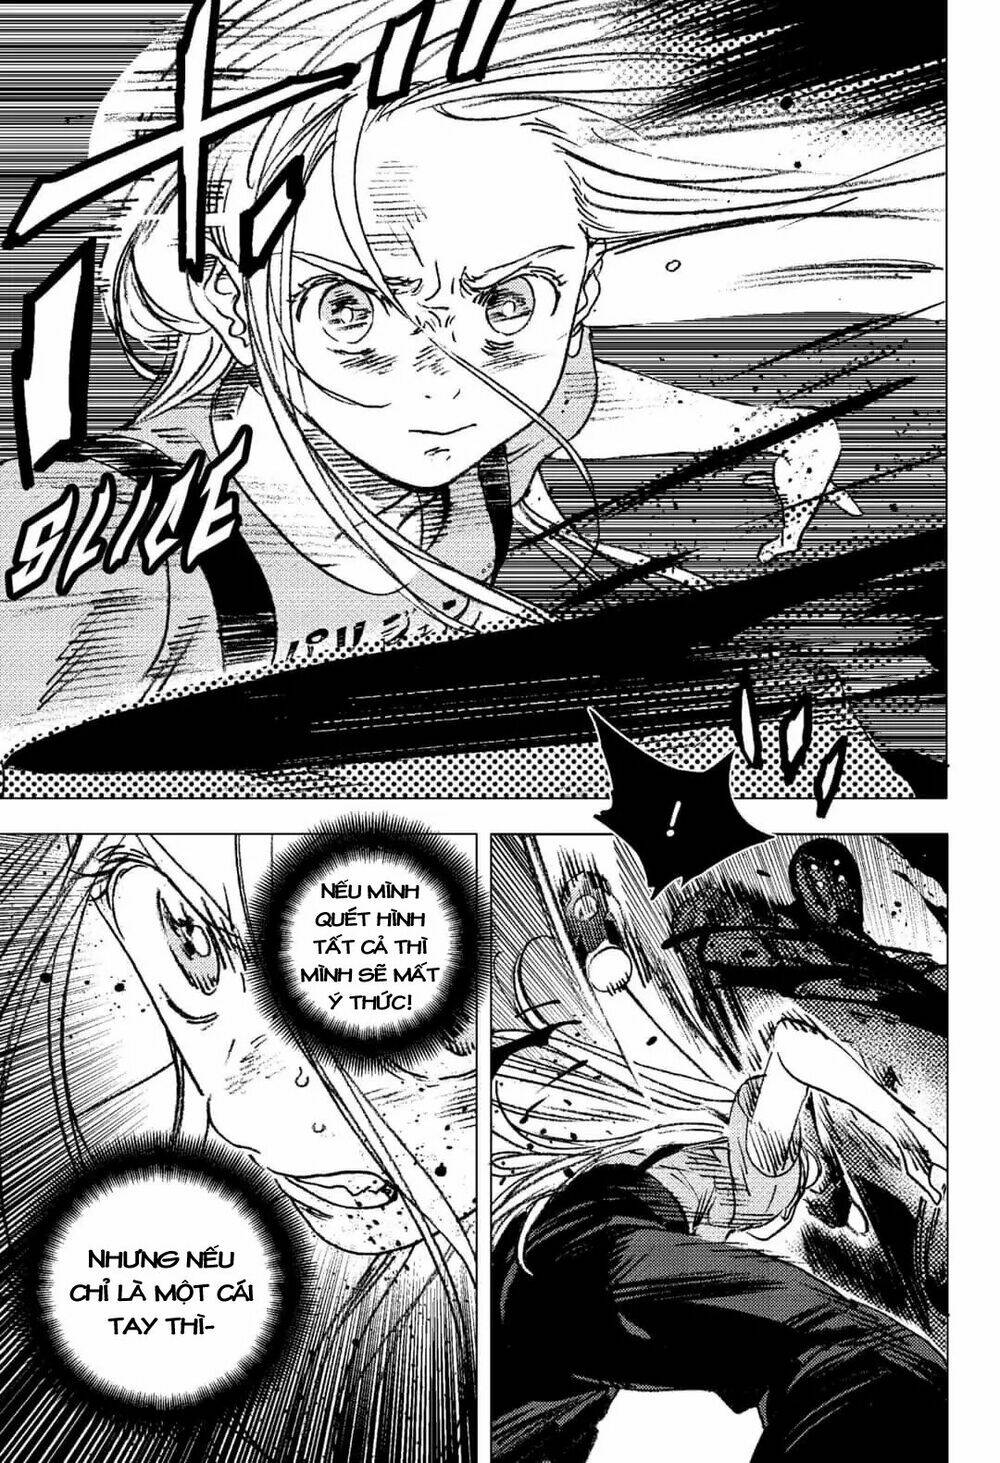 SLICE
!
NẾU MÌNH
QUÉT HÌNH
TẤT CẢ THÌ
MÌNH SẼ MẤT
Ý THỨC!
NHƯNG NẾU
CHỈ LÀ MỘT CÁI
TAY THÌ-